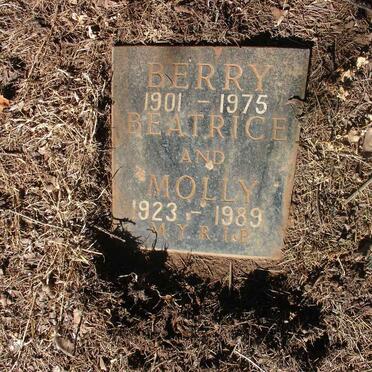 BERRY
1901 - 1975
BEATRICE
AND
MOLLY
1923 - 1989
M.Y.R.I.P.